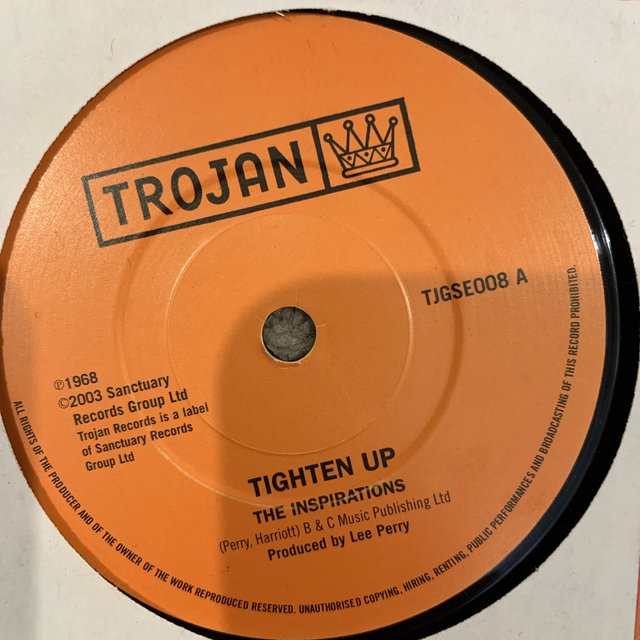 TROJAN
TJGSE008 A
℗1968
©2003 Sanctuary
Records Group Ltd
Trojan Records is a label
of Sanctuary Records
Group Ltd
TIGHTEN UP
THE INSPIRATIONS
(Perry, Harriott) B & C Music Publishing Ltd
Produced by Lee Perry
ALL RIGHTS OF THE PRODUCER AND OF THE OWNER OF THE WORK REPRODUCED RESERVED. UNAUTHORISED COPYING, HIRING, RENTING, PUBLIC PERFORMANCES AND BROADCASTING OF THIS RECORD PROHIBITED.